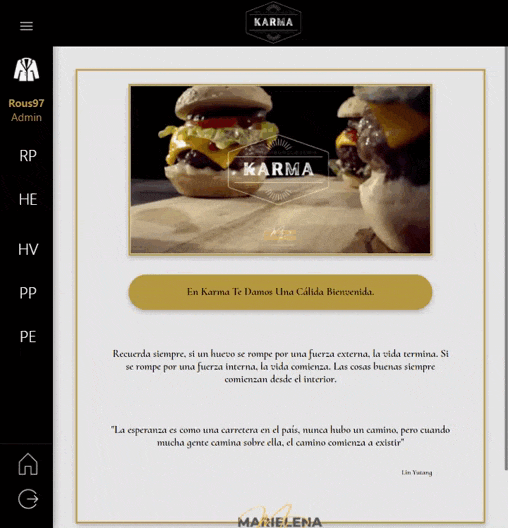 KARMA
Rous97
Admin
RP
HE
HV
PP
PE
KARMA
En Karma Te Damos Una Cálida Bienvenida.
Recuerda siempre, si un huevo se rompe por una fuerza externa, la vida termina. Si
se rompe por una fuerza interna, la vida comienza. Las cosas buenas siempre
comienzan desde el interior.
"La esperanza es como una carretera en el país, nunca hubo un camino, pero cuando
mucha gente camina sobre ella, el camino comienza a existir"
Lin Yutang
MARIELENA